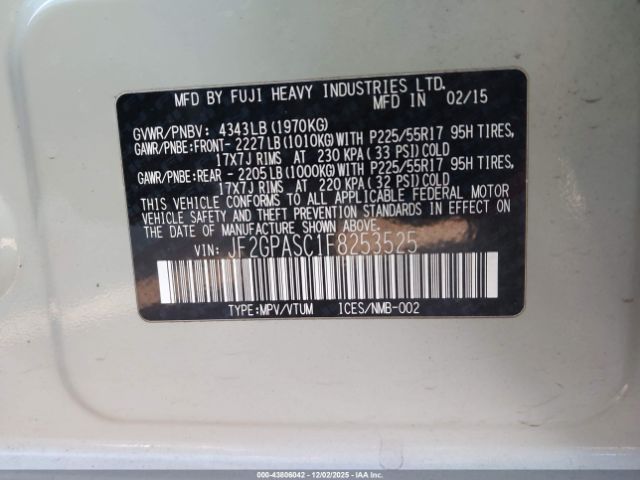 MFD BY FUJI HEAVY INDUSTRIES LTD.
MFD IN 02/15
GVWR/PNBV: 4343LB(1970KG)
GAWR/PNBE:FRONT- 2227LB(1010KG)WITH P225/55R17 95H TIRES,
17X7J RIMS AT 230 KPA(33 PSI)COLD
GAWR/PNBE:REAR - 2205LB(1000KG)WITH P225/55R17 95H TIRES,
17X7J RIMS AT 220 KPA(32 PSI)COLD
THIS VEHICLE CONFORMS TO ALL APPLICABLE FEDERAL MOTOR
VEHICLE SAFETY AND THEFT PREVENTION STANDARDS IN EFFECT ON
THE DATE OF MANUFACTURE SHOWN ABOVE.
VIN: JF2GPASC1F8253525
TYPE:MPV/VTUM ICES/NMB-002
000-43806042 - 12/02/2025 - IAA, Inc.